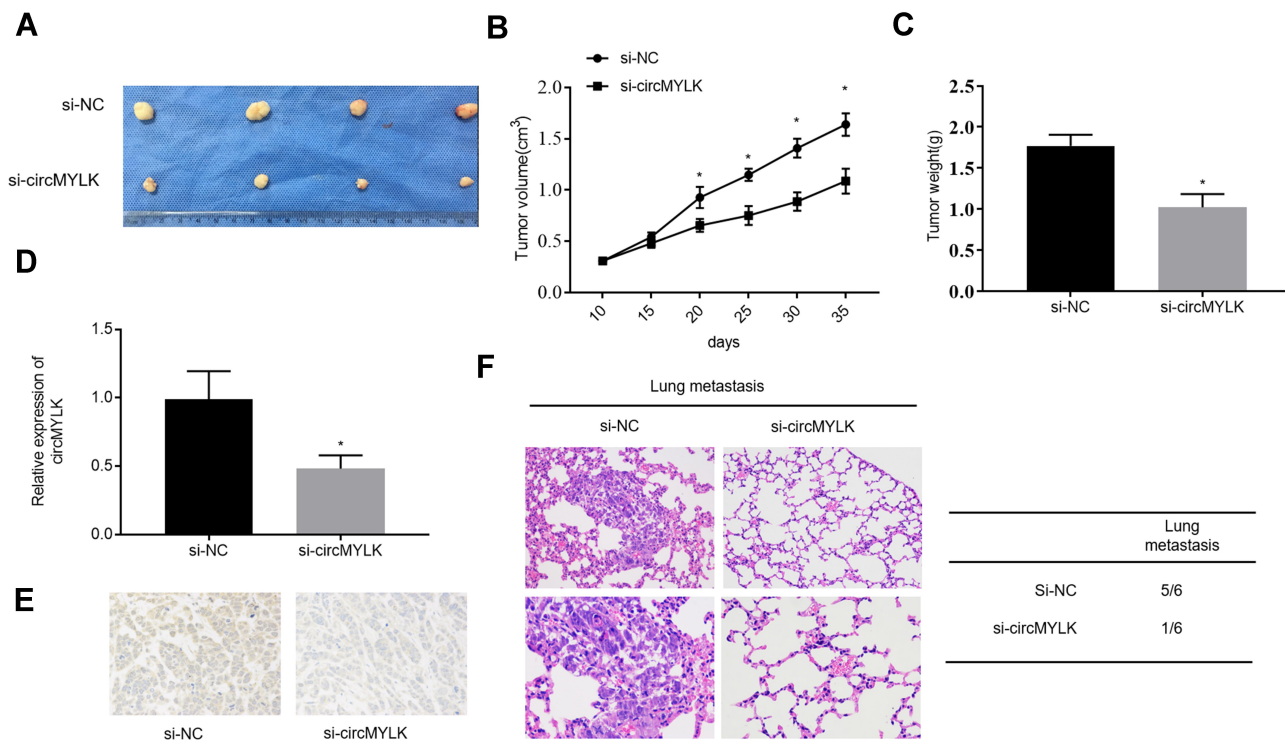 A
si-NC
si-circMYLK
B
si-NC
si-circMYLK
Tumor volume(cm3)
2.0
1.5
1.0
0.5
0.0
*
*
*
*
10
15
20
25
30
35
days
C
Tumor weight(g)
2.5
2.0
1.5
1.0
0.5
0.0
*
si-NC
si-circMYLK
D
Relative expression of
circMYLK
1.5
1.0
0.5
0.0
*
si-NC
si-circMYLK
E
si-NC
si-circMYLK
F
Lung metastasis
si-NC
si-circMYLK
Lung
metastasis
Si-NC 5/6
si-circMYLK 1/6